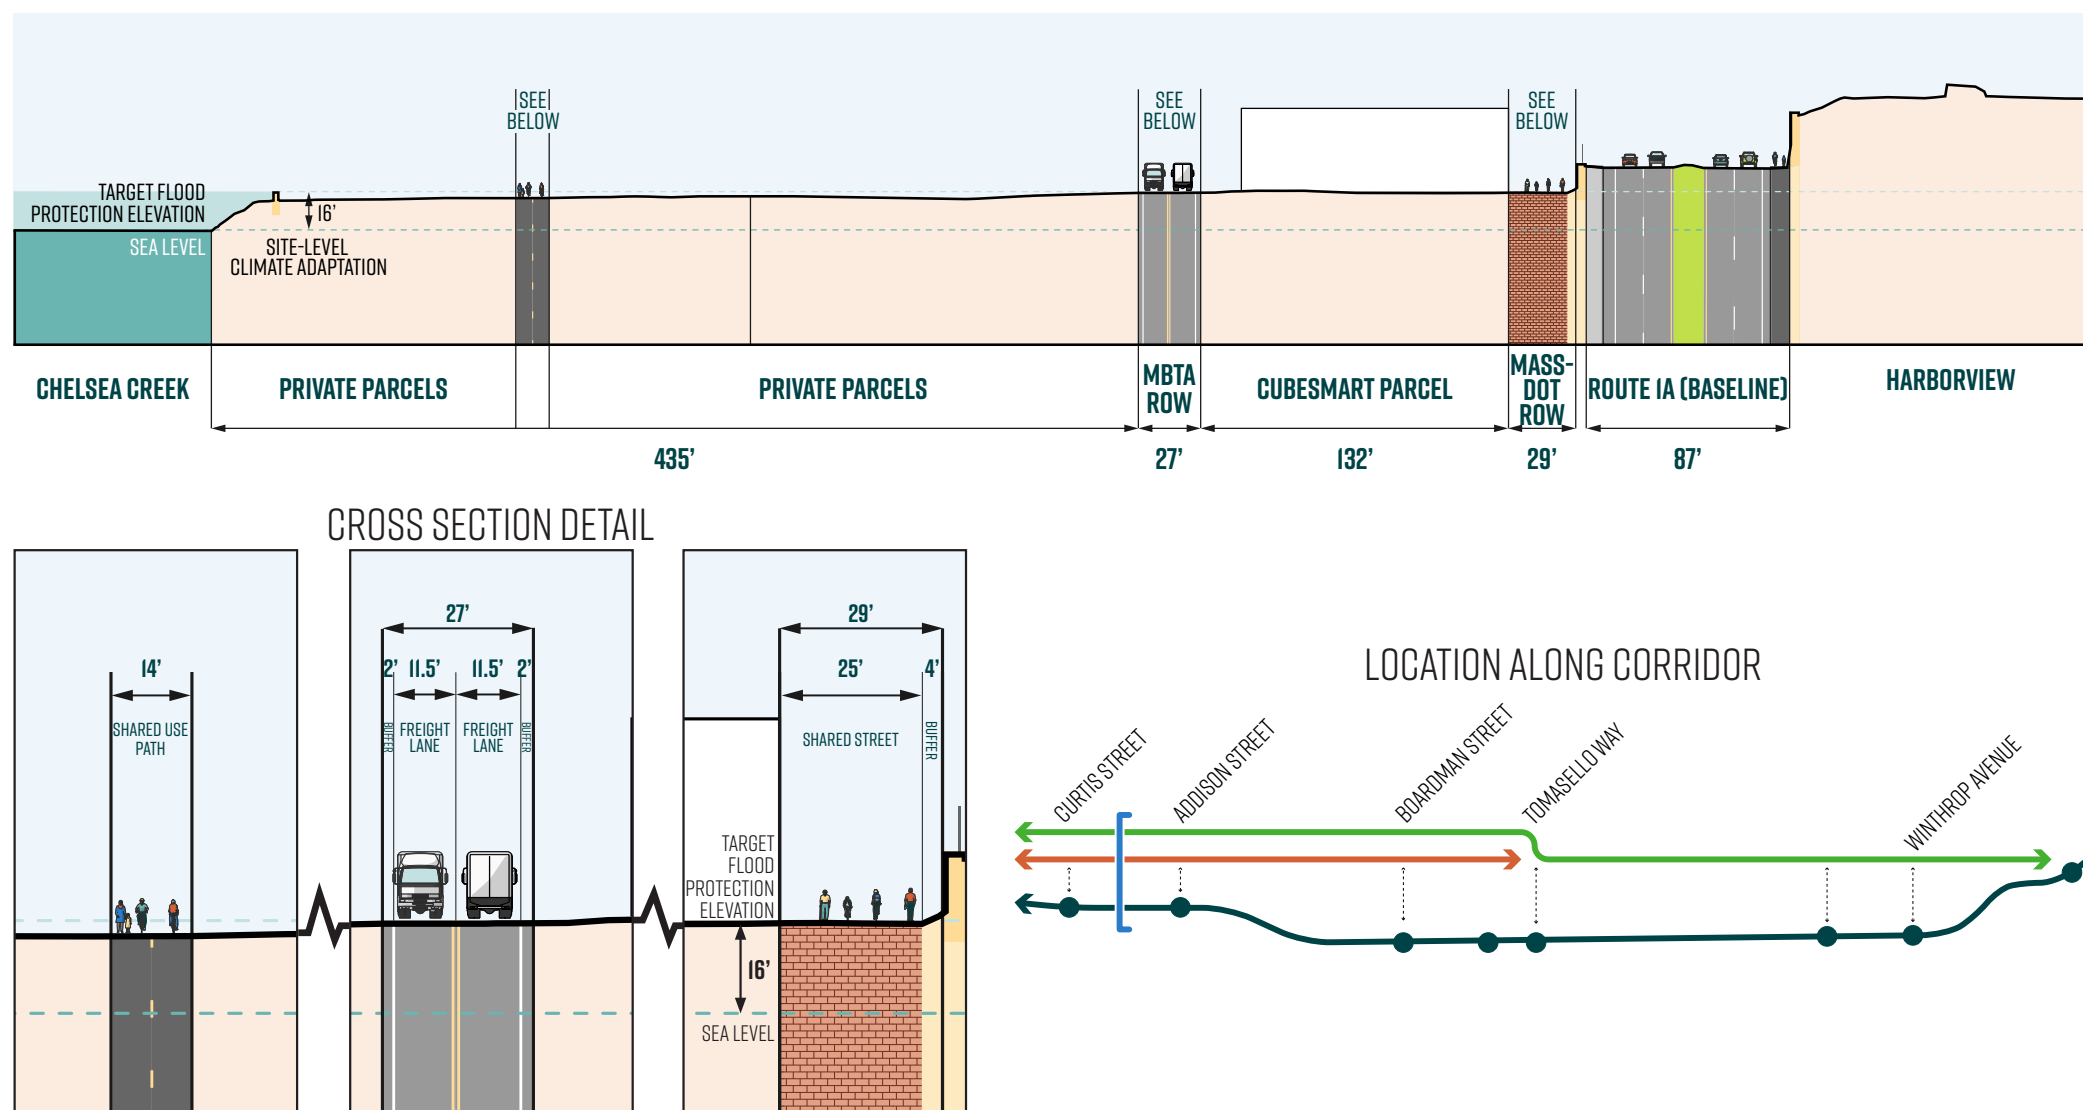 SEE
BELOW
SEE
BELOW
SEE
BELOW
TARGET FLOOD
PROTECTION ELEVATION
16'
SEA LEVEL
SITE-LEVEL
CLIMATE ADAPTATION
CHELSEA CREEK
PRIVATE PARCELS
PRIVATE PARCELS
MBTA
ROW
CUBESMART PARCEL
MASS-
DOT
ROW
ROUTE 1A (BASELINE)
HARBORVIEW
435'
27'
132'
29'
87'
CROSS SECTION DETAIL
14'
SHARED USE
PATH
27'
2' 11.5' 11.5' 2'
BUFFER
FREIGHT
LANE
FREIGHT
LANE
BUFFER
29'
25' 4'
SHARED STREET
BUFFER
TARGET
FLOOD
PROTECTION
ELEVATION
16'
SEA LEVEL
LOCATION ALONG CORRIDOR
CURTIS STREET
ADDISON STREET
BOARDMAN STREET
TOMASELLO WAY
WINTHROP AVENUE